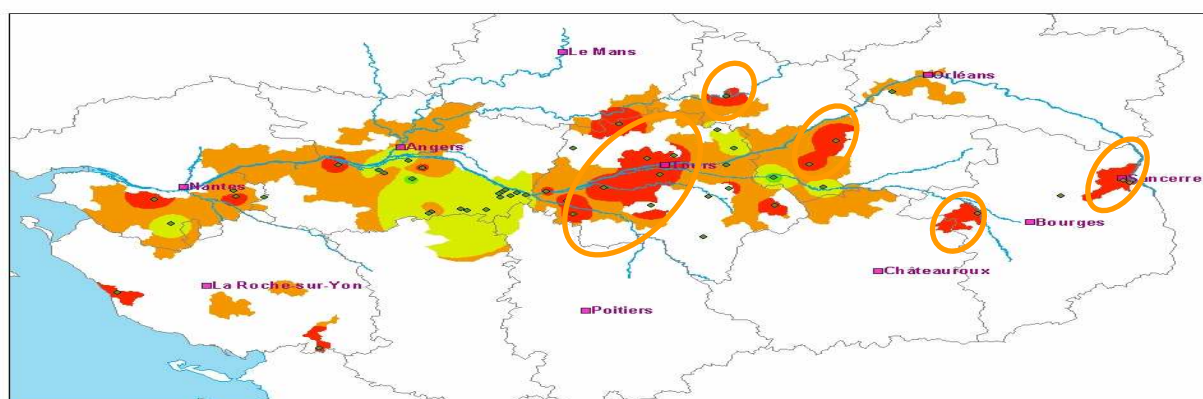 Le Mans
Orléans
Angers
Tours
Nantes
Sancerre
Bourges
Châteauroux
La Roche-sur-Yon
Poitiers